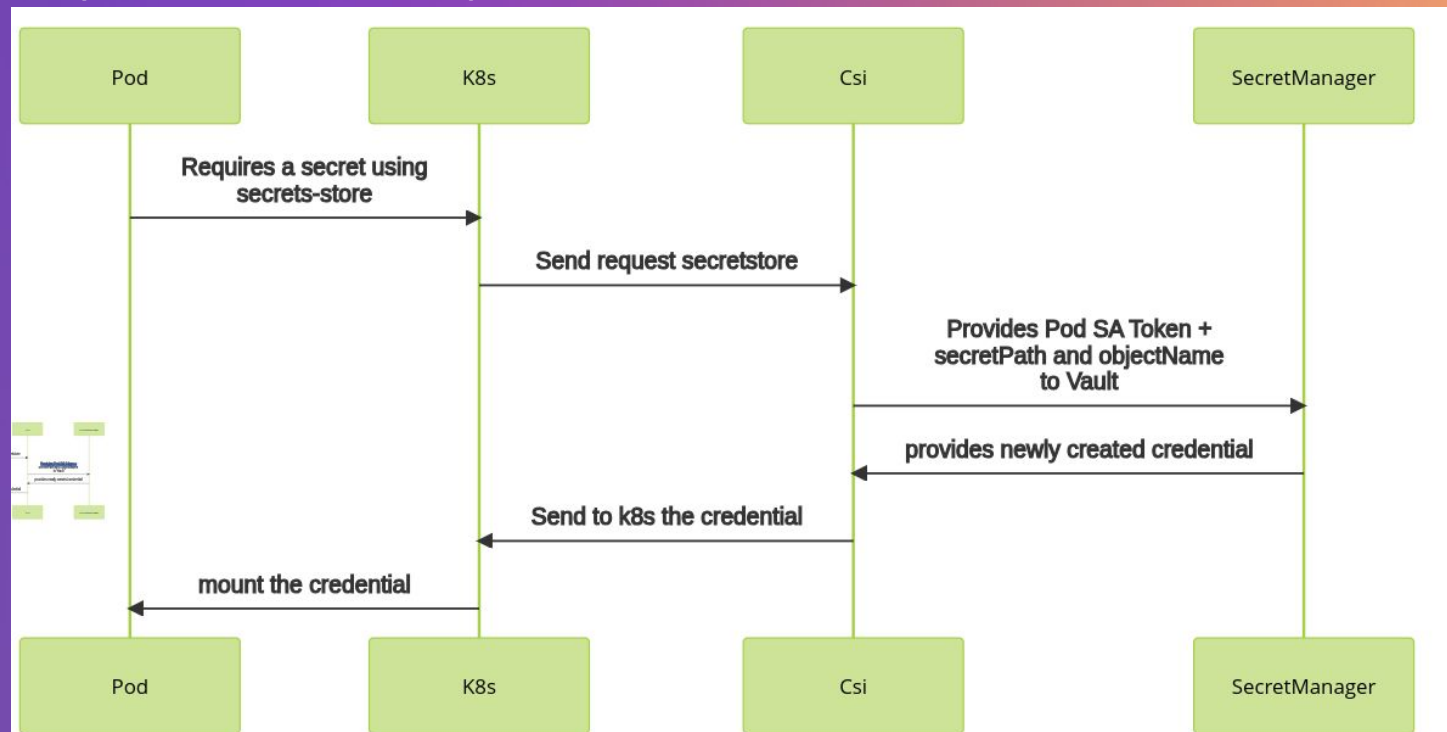 Pod
K8s
Csi
SecretManager
Requires a secret using
secrets-store
Send request secretstore
Provides Pod SA Token +
secretPath and objectName
to Vault
provides newly created credential
Send to k8s the credential
mount the credential
Pod
K8s
Csi
SecretManager